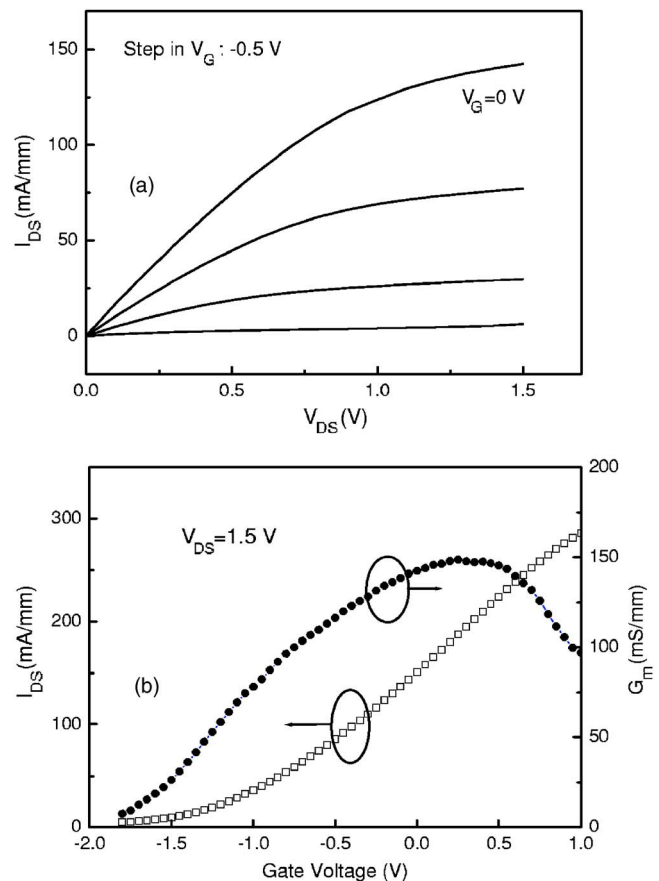 Step in V_G : -0.5 V
V_G=0 V
(a)
I_DS(mA/mm)
150
100
50
0
0.0 0.5 1.0 1.5
V_DS(V)
V_DS=1.5 V
(b)
I_DS(mA/mm)
300
200
100
0
G_m(mS/mm)
200
150
100
50
0
-2.0 -1.5 -1.0 -0.5 0.0 0.5 1.0
Gate Voltage (V)